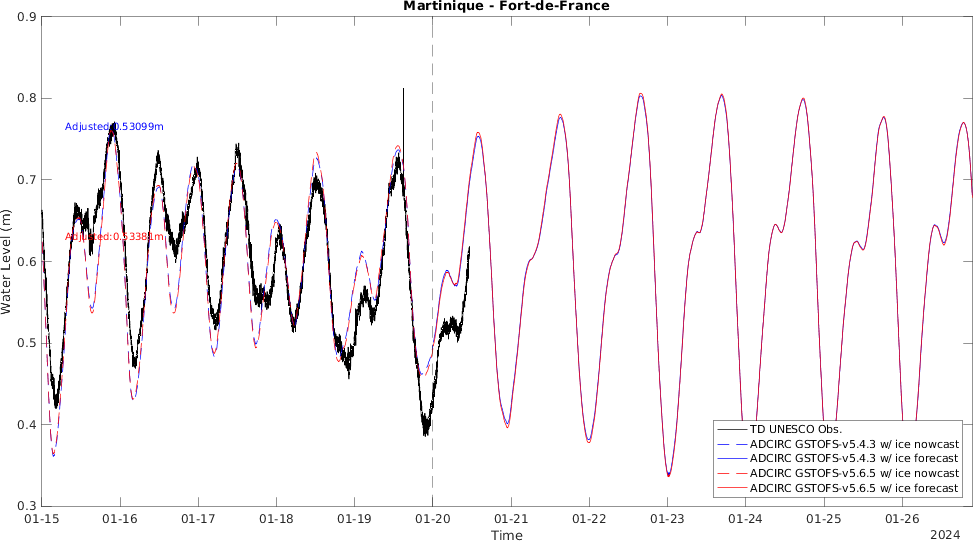 Martinique - Fort-de-France
0.9
0.8
0.7
0.6
0.5
0.4
0.3
Water Level (m)
Adjusted:0.53099m
Adjusted:0.53381m
TD UNESCO Obs.
ADCIRC GSTOFS-v5.4.3 w/ ice nowcast
ADCIRC GSTOFS-v5.4.3 w/ ice forecast
ADCIRC GSTOFS-v5.6.5 w/ ice nowcast
ADCIRC GSTOFS-v5.6.5 w/ ice forecast
01-15 01-16 01-17 01-18 01-19 01-20 01-21 01-22 01-23 01-24 01-25 01-26
Time
2024